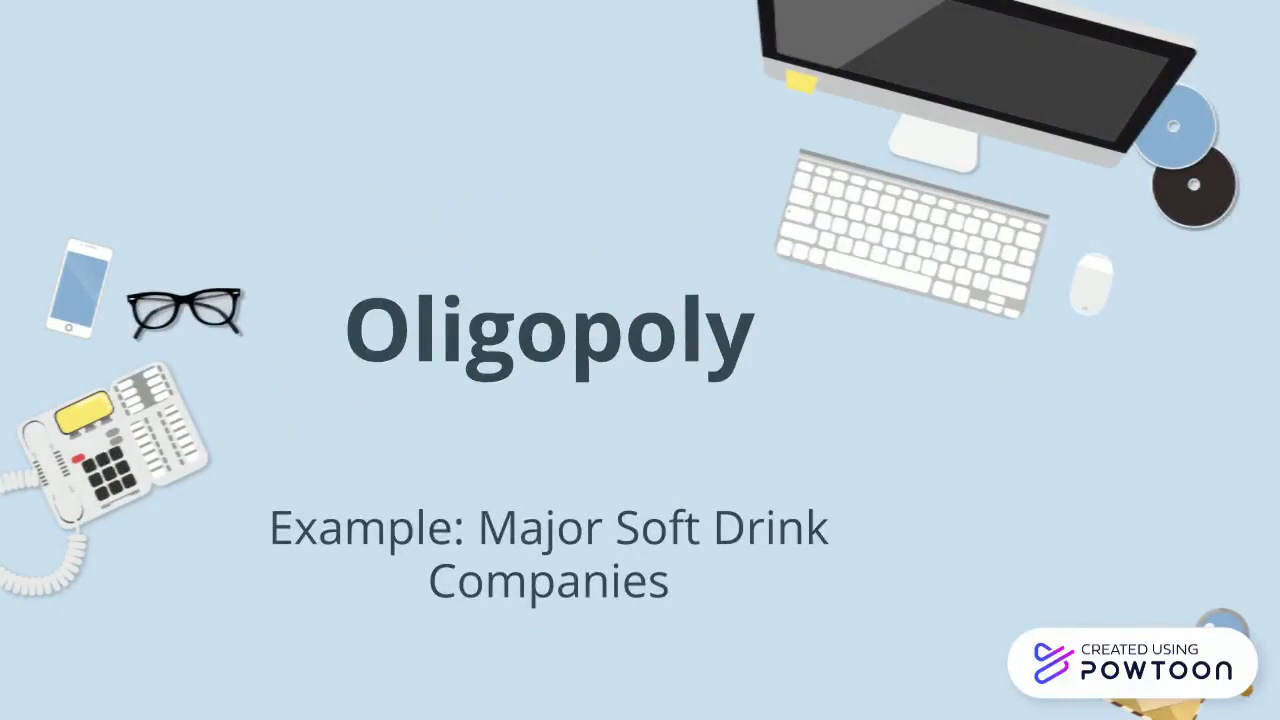 Oligopoly
Example: Major Soft Drink
Companies
CREATED USING
POWTOON